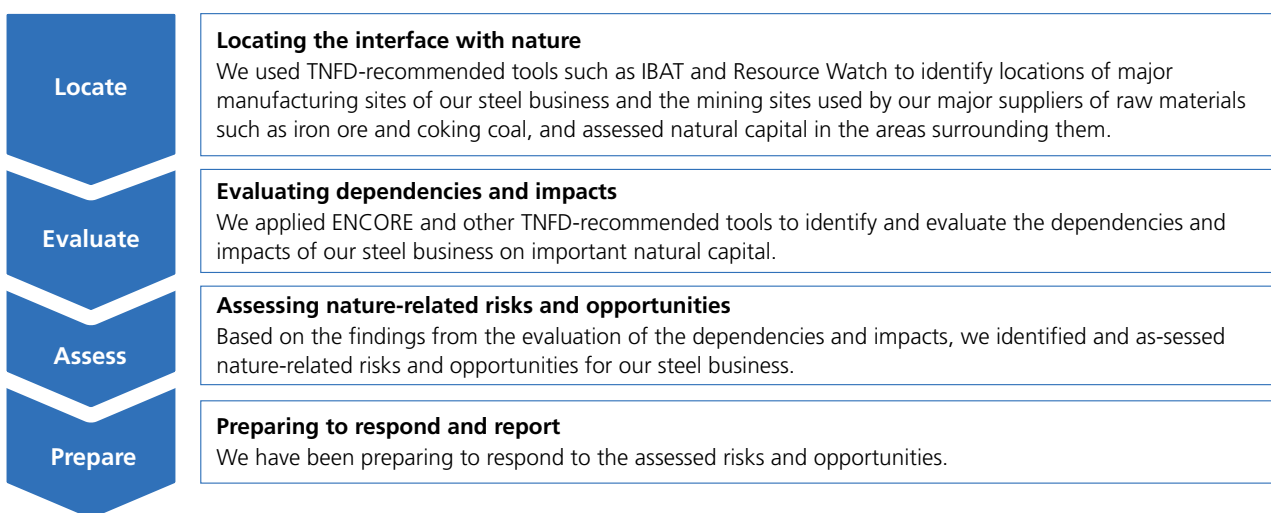 Locate
Locating the interface with nature
We used TNFD-recommended tools such as IBAT and Resource Watch to identify locations of major
manufacturing sites of our steel business and the mining sites used by our major suppliers of raw materials
such as iron ore and coking coal, and assessed natural capital in the areas surrounding them.
Evaluate
Evaluating dependencies and impacts
We applied ENCORE and other TNFD-recommended tools to identify and evaluate the dependencies and
impacts of our steel business on important natural capital.
Assess
Assessing nature-related risks and opportunities
Based on the findings from the evaluation of the dependencies and impacts, we identified and as-sessed
nature-related risks and opportunities for our steel business.
Prepare
Preparing to respond and report
We have been preparing to respond to the assessed risks and opportunities.